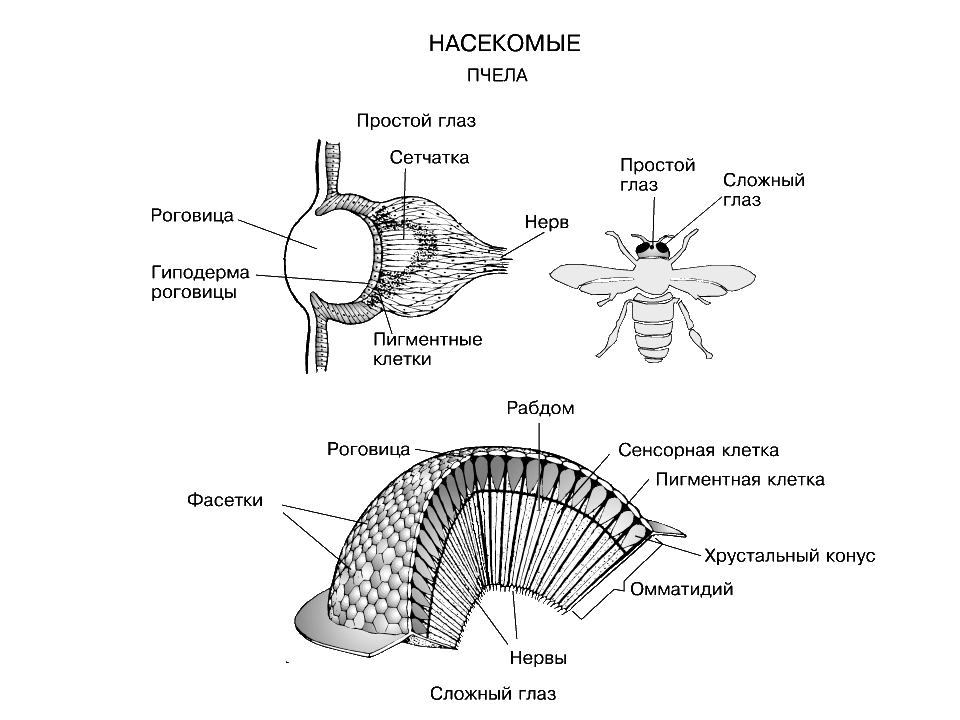 НАСЕКОМЫЕ
ПЧЕЛА
Простой глаз
Сетчатка
Роговица
Нерв
Гиподерма
роговицы
Пигментные
клетки
Простой
глаз
Сложный
глаз
Рабдом
Роговица
Сенсорная клетка
Пигментная клетка
Фасетки
Хрустальный конус
Омматидий
Нервы
Сложный глаз